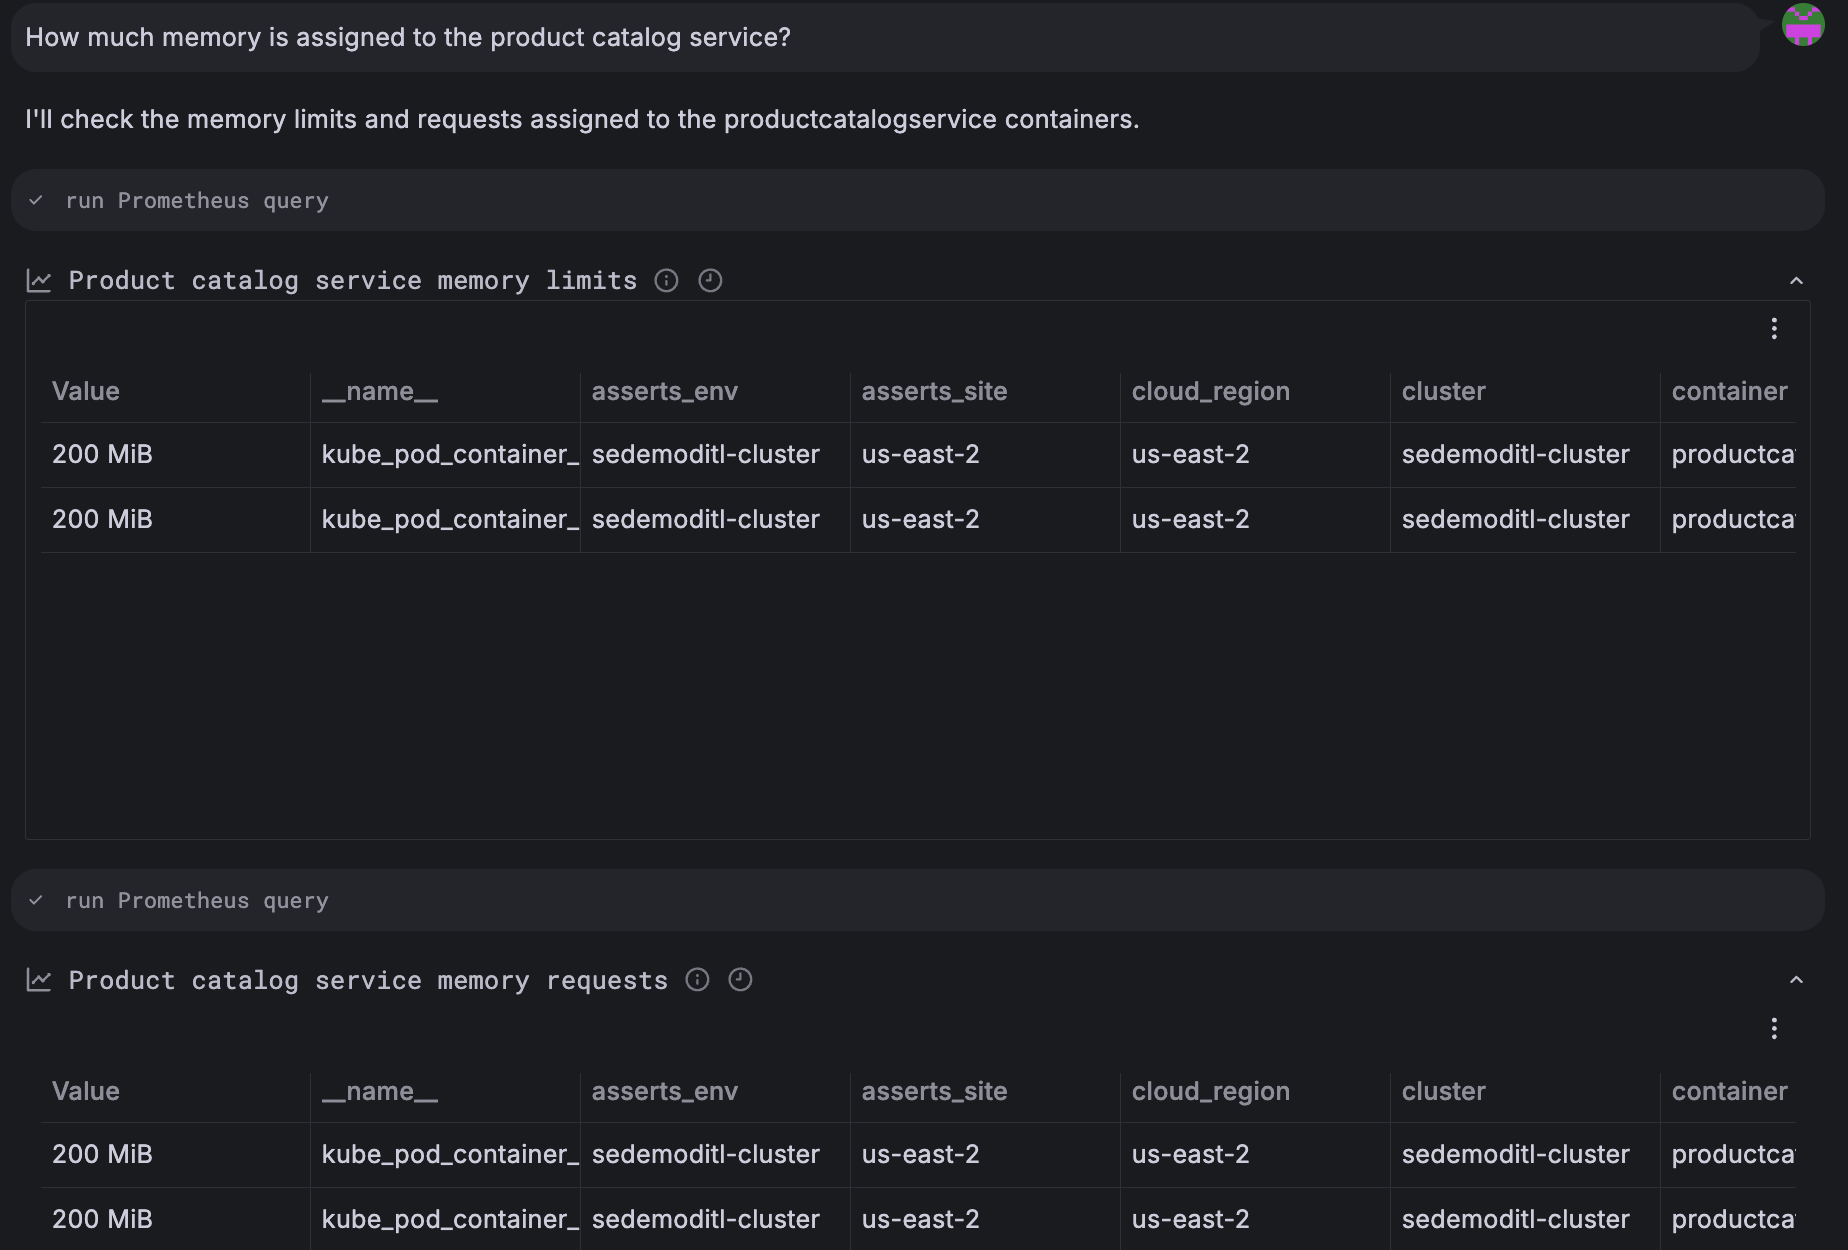 How much memory is assigned to the product catalog service?
I'll check the memory limits and requests assigned to the productcatalogservice containers.
run Prometheus query
Product catalog service memory limits
Value __name__ asserts_env asserts_site cloud_region cluster container
200 MiB kube_pod_container_ sedemoditl-cluster us-east-2 us-east-2 sedemoditl-cluster productca
200 MiB kube_pod_container_ sedemoditl-cluster us-east-2 us-east-2 sedemoditl-cluster productca
run Prometheus query
Product catalog service memory requests
Value __name__ asserts_env asserts_site cloud_region cluster container
200 MiB kube_pod_container_ sedemoditl-cluster us-east-2 us-east-2 sedemoditl-cluster productca
200 MiB kube_pod_container_ sedemoditl-cluster us-east-2 us-east-2 sedemoditl-cluster productca